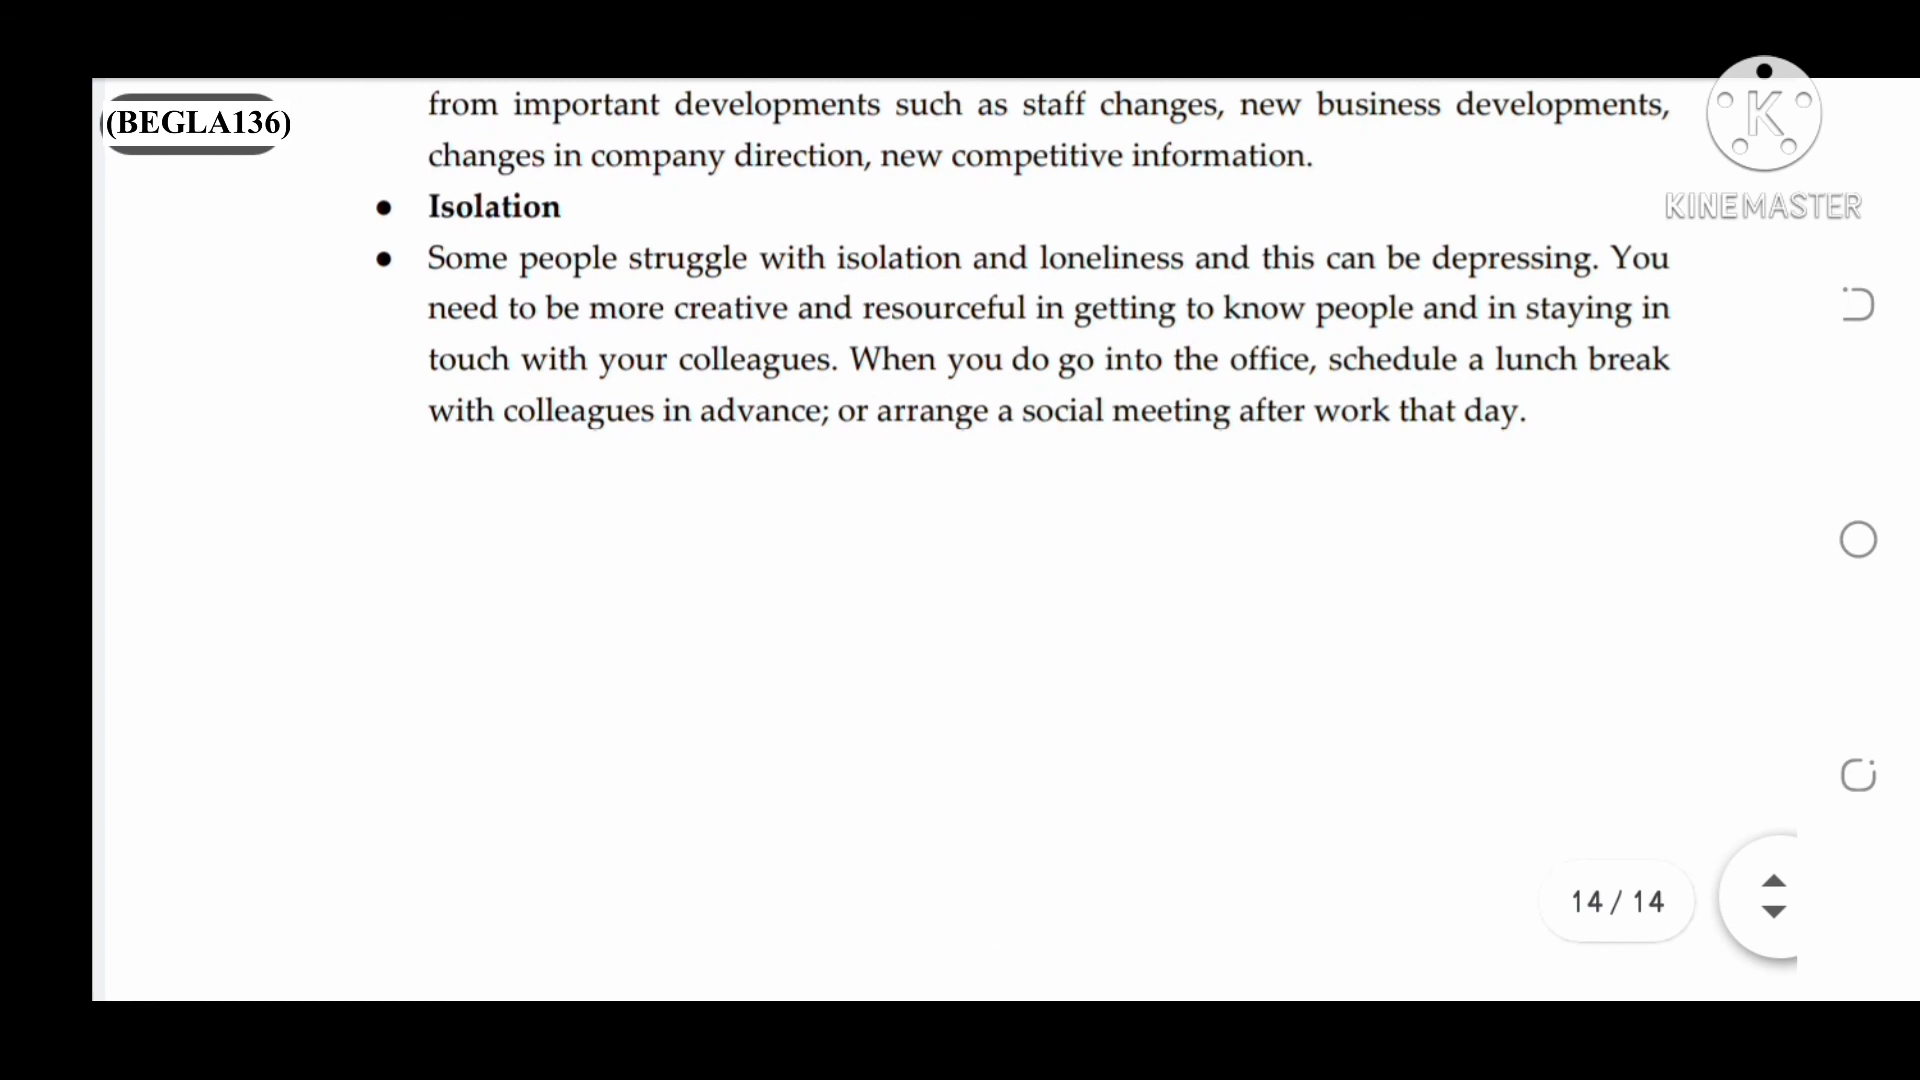 (BEGLA136)
from important developments such as staff changes, new business developments,
changes in company direction, new competitive information.
● Isolation
● Some people struggle with isolation and loneliness and this can be depressing. You
need to be more creative and resourceful in getting to know people and in staying in
touch with your colleagues. When you do go into the office, schedule a lunch break
with colleagues in advance; or arrange a social meeting after work that day.
K
KINEMASTER
14 / 14